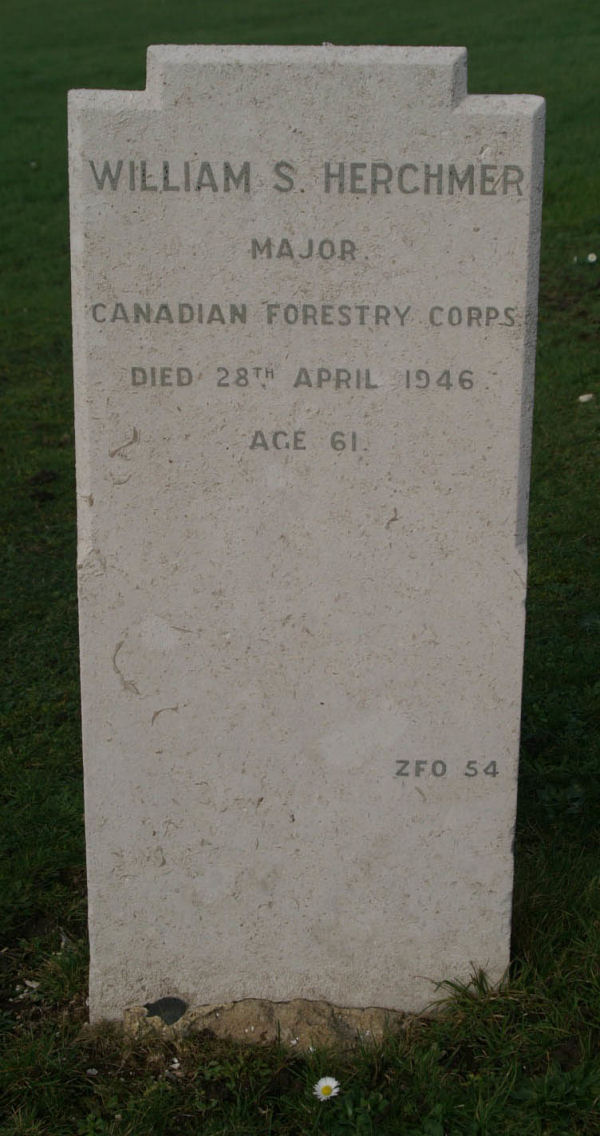 WILLIAM S. HERCHMER
MAJOR.
CANADIAN FORESTRY CORPS.
DIED 28TH APRIL 1946.
AGE 61.
ZFO 54